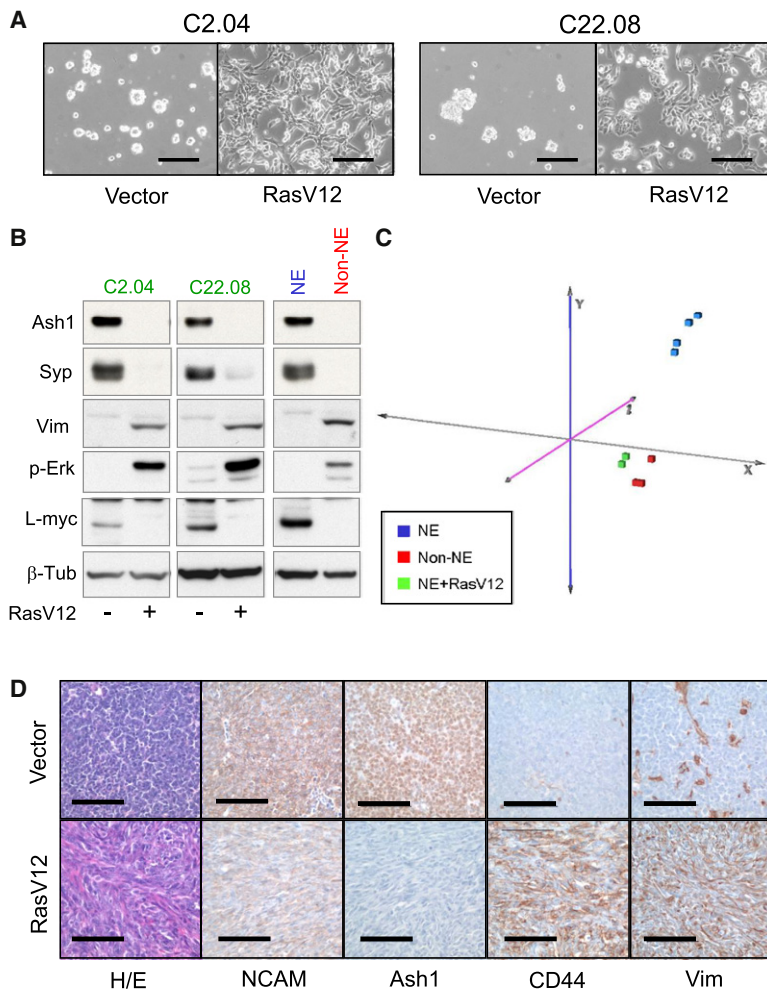 A
C2.04
C22.08
Vector
RasV12
Vector
RasV12
B
C2.04
C22.08
NE
Non-NE
Ash1
Syp
Vim
p-Erk
L-myc
β-Tub
RasV12 - + - +
C
Y
X
NE
Non-NE
NE+RasV12
D
Vector
RasV12
H/E
NCAM
Ash1
CD44
Vim